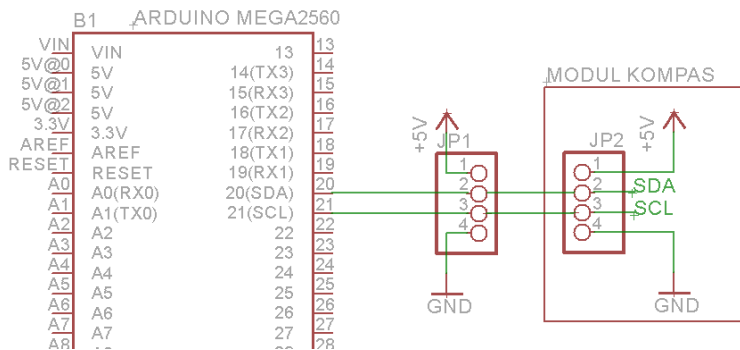 B1
ARDUINO MEGA2560
VIN VIN 13 13
5V@0 5V 14(TX3) 14
5V@1 5V 15(RX3) 15
5V@2 5V 16(TX2) 16
3.3V 3.3V 17(RX2) 17
AREF AREF 18(TX1) 18
RESET RESET 19(RX1) 19
A0 A0(RX0) 20(SDA) 20
A1 A1(TX0) 21(SCL) 21
A2 A2 22 22
A3 A3 23 23
A4 A4 24 24
A5 A5 25 25
A6 A6 26 26
A7 A7 27 27
A8 28
+5V
JP1
1
2
3
4
GND
MODUL KOMPAS
JP2
+5V
1
2 SDA
3 SCL
4
GND